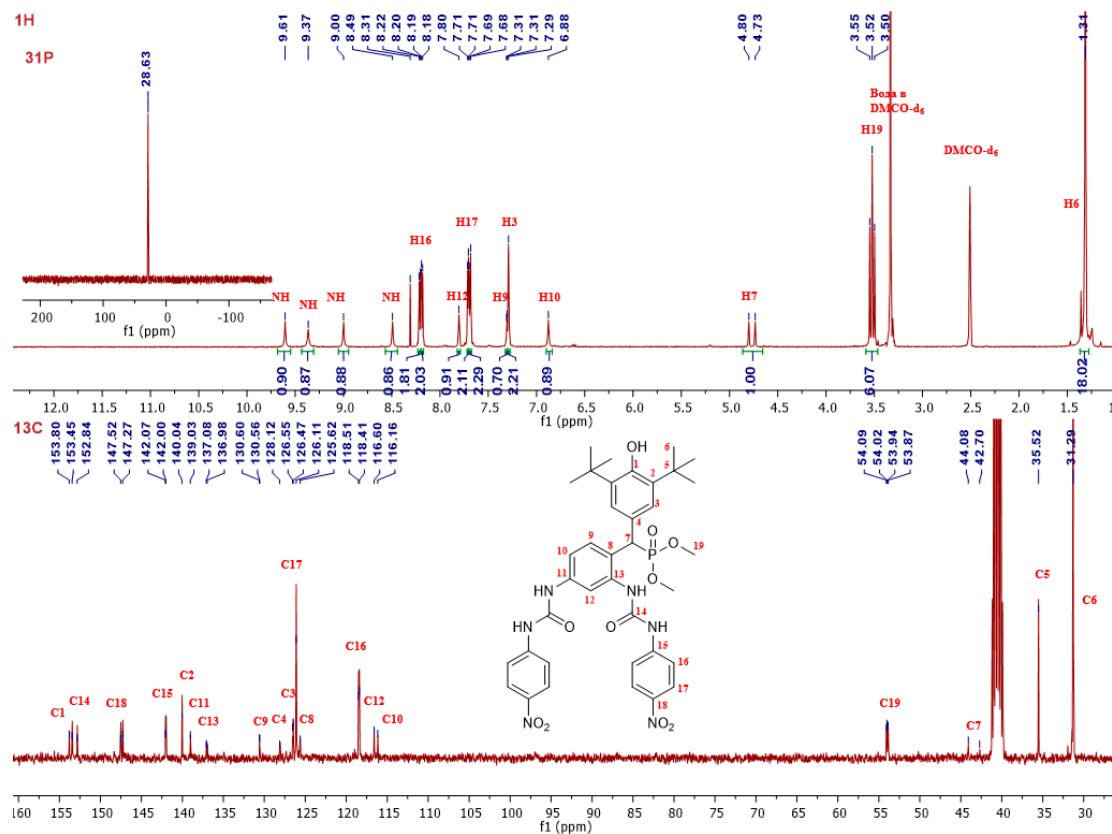 1H
9.61 9.37 9.00 8.49 8.31 8.22 8.20 8.19 8.18 7.80 7.71 7.71 7.69 7.68 7.31 7.31 7.29 6.88 4.80 4.73 3.55 3.52 3.50 1.31
31P
28.63
200 100 0 -100
f1 (ppm)
NH NH NH NH H16 H12 H17 H9 H3 H10 H7 H19
Вода в
DMCO-d6
DMCO-d6
H6
0.90 0.87 0.88 0.86 1.81 2.03 0.91 2.11 2.29 0.70 2.21 0.89 1.00 6.07 8.02
12.0 11.0 10.0 9.0 8.5 8.0 7.5 7.0 6.5 6.0 5.5 5.0 4.5 4.0 3.5 3.0 2.5 2.0 1.5 1
f1 (ppm)
13C
153.80 153.45 152.84 147.52 147.27 142.07 142.00 140.04 139.03 137.08 136.98 130.60 130.56 128.12 126.55 126.47 126.11 125.62 118.51 118.41 116.60 116.16 54.09 54.02 53.94 53.87 44.08 42.70 35.52 31.29
OH
1 2 3 4 5 6
7 8 9 10 11 12 13
O
P O 19
O
NH NH
14
HN O O NH
15 16 17 18
NO2 NO2
C1 C14 C18 C15 C2 C11 C13 C9 C4 C3 C17 C8 C16 C12 C10 C19 C7 C5 C6
160 155 150 145 140 135 130 125 120 115 110 105 100 95 90 85 80 75 70 65 60 55 50 45 40 35 30
f1 (ppm)